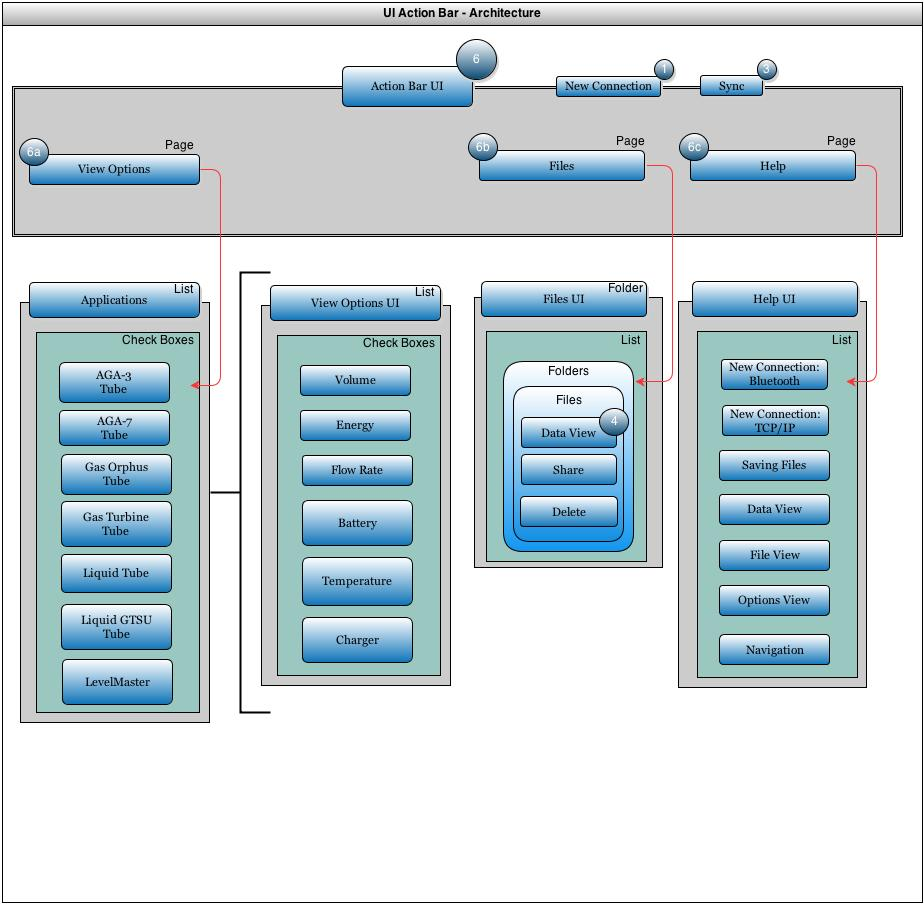 UI Action Bar - Architecture
6
Action Bar UI
1
New Connection
3
Sync
6a
Page
View Options
6b
Page
Files
6c
Page
Help
List
Applications
Check Boxes
AGA-3
Tube
AGA-7
Tube
Gas Orphus
Tube
Gas Turbine
Tube
Liquid Tube
Liquid GTSU
Tube
LevelMaster
List
View Options UI
Check Boxes
Volume
Energy
Flow Rate
Battery
Temperature
Charger
Folder
Files UI
List
Folders
Files
4
Data View
Share
Delete
Help UI
List
New Connection:
Bluetooth
New Connection:
TCP/IP
Saving Files
Data View
File View
Options View
Navigation